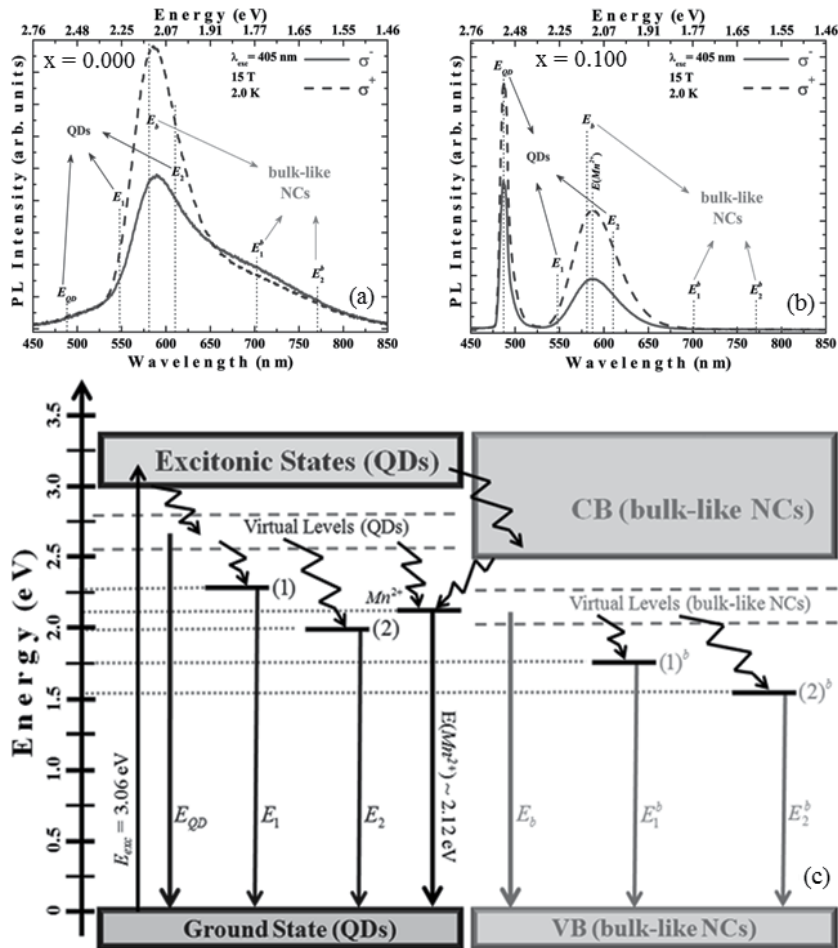 Energy (eV)
2.76 2.48 2.25 2.07 1.91 1.77 1.65 1.55 1.46
x = 0.000
λexc = 405 nm
15 T
2.0 K
σ-
σ+
PL Intensity (arb. units)
QDs
Eb
E2
E1
EQD
bulk-like
NCs
E1b
E2b
(a)
450 500 550 600 650 700 750 800 850
Wavelength (nm)
Energy (eV)
2.76 2.48 2.25 2.07 1.91 1.77 1.65 1.55 1.46
EQD
x = 0.100
λexc = 405 nm
15 T
2.0 K
σ-
σ+
PL Intensity (arb. units)
Eb
QDs
E(Mn2+)
E2
E1
bulk-like
NCs
E1b
E2b
(b)
450 500 550 600 650 700 750 800 850
Wavelength (nm)
Energy (eV)
3.5
3.0
2.5
2.0
1.5
1.0
0.5
0
Excitonic States (QDs)
CB (bulk-like NCs)
Virtual Levels (QDs)
Virtual Levels (bulk-like NCs)
(1)
Mn2+
(2)
(1)b
(2)b
Eexc = 3.06 eV
EQD
E1
E2
E(Mn2+) ~ 2.12 eV
Eb
E1b
E2b
(c)
Ground State (QDs)
VB (bulk-like NCs)